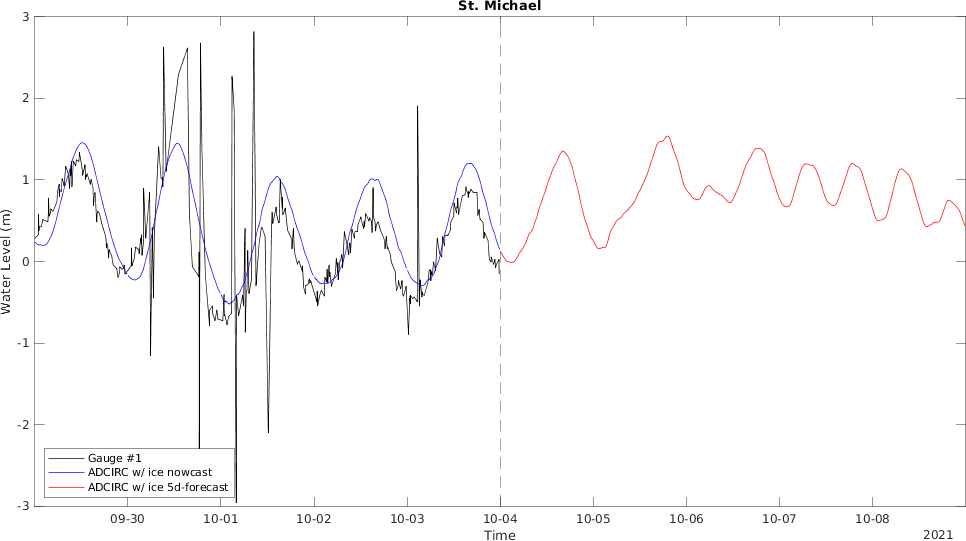 St. Michael
3
2
1
0
-1
-2
-3
Water Level (m)
Gauge #1
ADCIRC w/ ice nowcast
ADCIRC w/ ice 5d-forecast
09-30 10-01 10-02 10-03 10-04 10-05 10-06 10-07 10-08
Time
2021